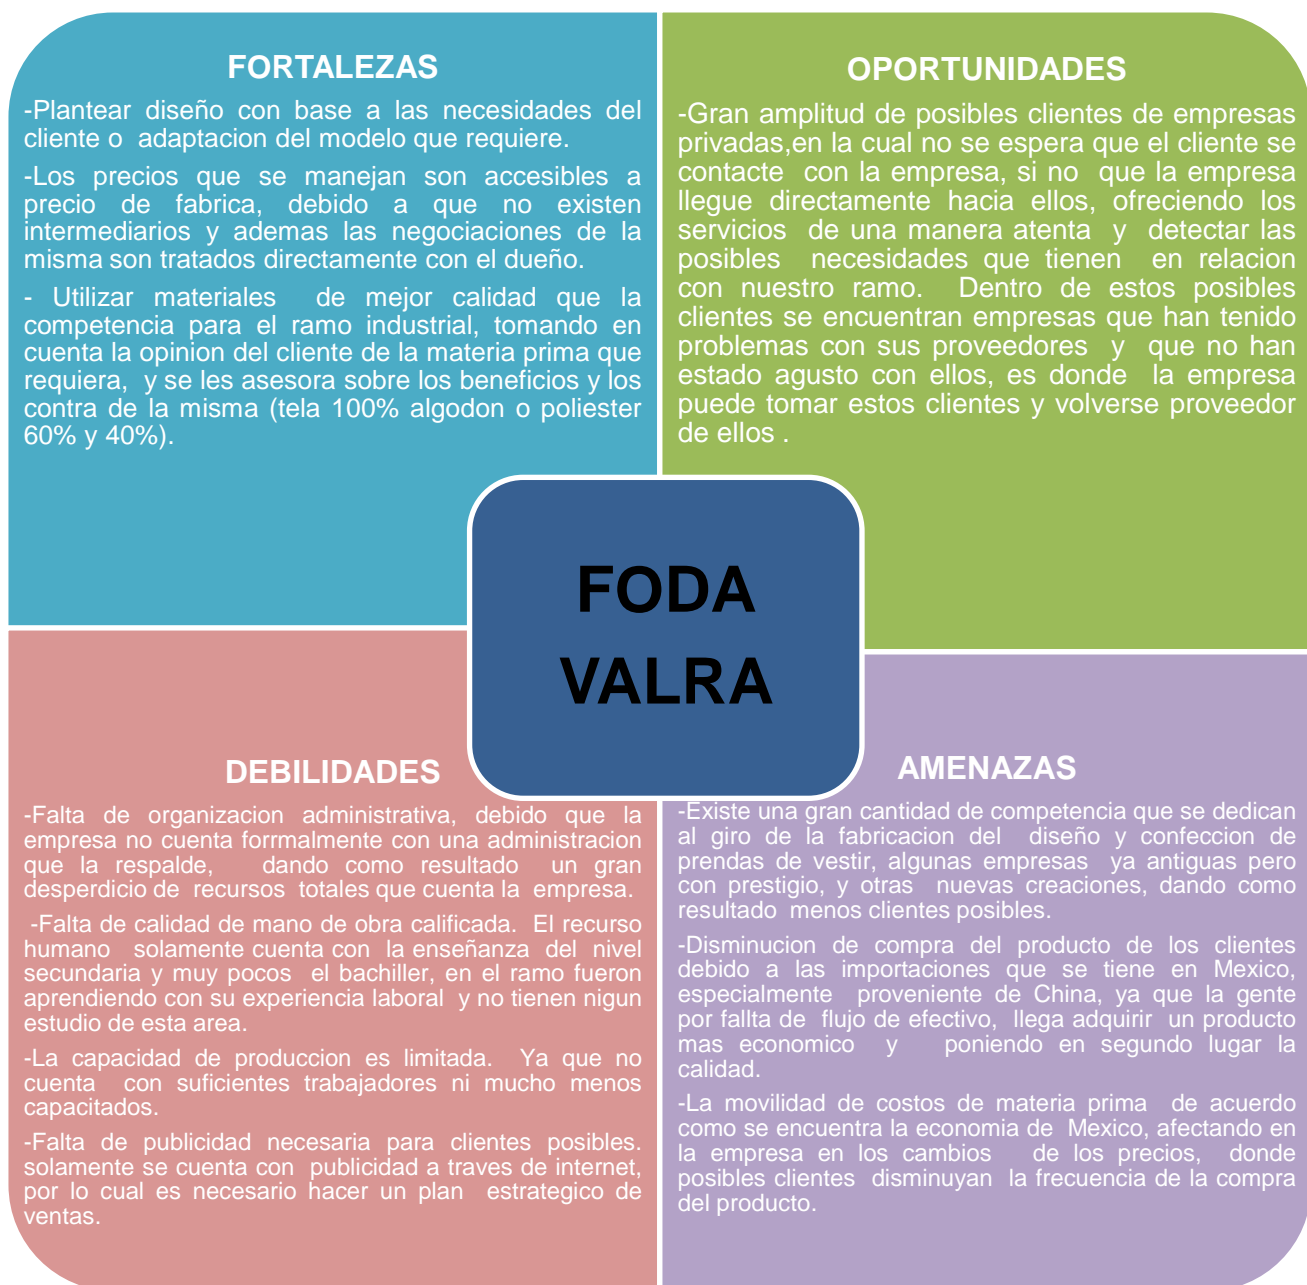 FORTALEZAS
-Plantear diseño con base a las necesidades del
cliente o adaptacion del modelo que requiere.
-Los precios que se manejan son accesibles a
precio de fabrica, debido a que no existen
intermediarios y ademas las negociaciones de la
misma son tratados directamente con el dueño.
- Utilizar materiales de mejor calidad que la
competencia para el ramo industrial, tomando en
cuenta la opinion del cliente de la materia prima que
requiera, y se les asesora sobre los beneficios y los
contra de la misma (tela 100% algodon o poliester
60% y 40%).
OPORTUNIDADES
-Gran amplitud de posibles clientes de empresas
privadas,en la cual no se espera que el cliente se
contacte con la empresa, si no que la empresa
llegue directamente hacia ellos, ofreciendo los
servicios de una manera atenta y detectar las
posibles necesidades que tienen en relacion
con nuestro ramo. Dentro de estos posibles
clientes se encuentran empresas que han tenido
problemas con sus proveedores y que no han
estado agusto con ellos, es donde la empresa
puede tomar estos clientes y volverse proveedor
de ellos .
FODA
VALRA
DEBILIDADES
-Falta de organizacion administrativa, debido que la
empresa no cuenta forrmalmente con una administracion
que la respalde, dando como resultado un gran
desperdicio de recursos totales que cuenta la empresa.
-Falta de calidad de mano de obra calificada. El recurso
humano solamente cuenta con la enseñanza del nivel
secundaria y muy pocos el bachiller, en el ramo fueron
aprendiendo con su experiencia laboral y no tienen nigun
estudio de esta area.
-La capacidad de produccion es limitada. Ya que no
cuenta con suficientes trabajadores ni mucho menos
capacitados.
-Falta de publicidad necesaria para clientes posibles.
solamente se cuenta con publicidad a traves de internet,
por lo cual es necesario hacer un plan estrategico de
ventas.
AMENAZAS
-Existe una gran cantidad de competencia que se dedican
al giro de la fabricacion del diseño y confeccion de
prendas de vestir, algunas empresas ya antiguas pero
con prestigio, y otras nuevas creaciones, dando como
resultado menos clientes posibles.
-Disminucion de compra del producto de los clientes
debido a las importaciones que se tiene en Mexico,
especialmente proveniente de China, ya que la gente
por fallta de flujo de efectivo, llega adquirir un producto
mas economico y poniendo en segundo lugar la
calidad.
-La movilidad de costos de materia prima de acuerdo
como se encuentra la economia de Mexico, afectando en
la empresa en los cambios de los precios, donde
posibles clientes disminuyan la frecuencia de la compra
del producto.